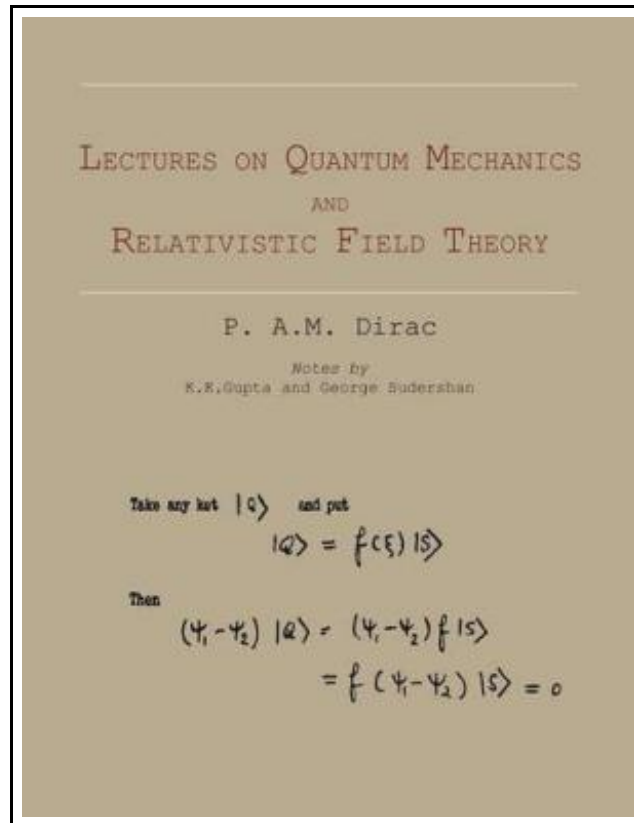 LECTURES ON QUANTUM MECHANICS
AND
RELATIVISTIC FIELD THEORY
P. A.M. Dirac
Notes by
K.K.Gupta and George Sudershan
Take any ket |Q⟩ and put
|Q⟩ = f(ξ) |S⟩
Then
(ψ₁-ψ₂) |Q⟩ = (ψ₁-ψ₂) f |S⟩
= f (ψ₁-ψ₂) |S⟩ = 0